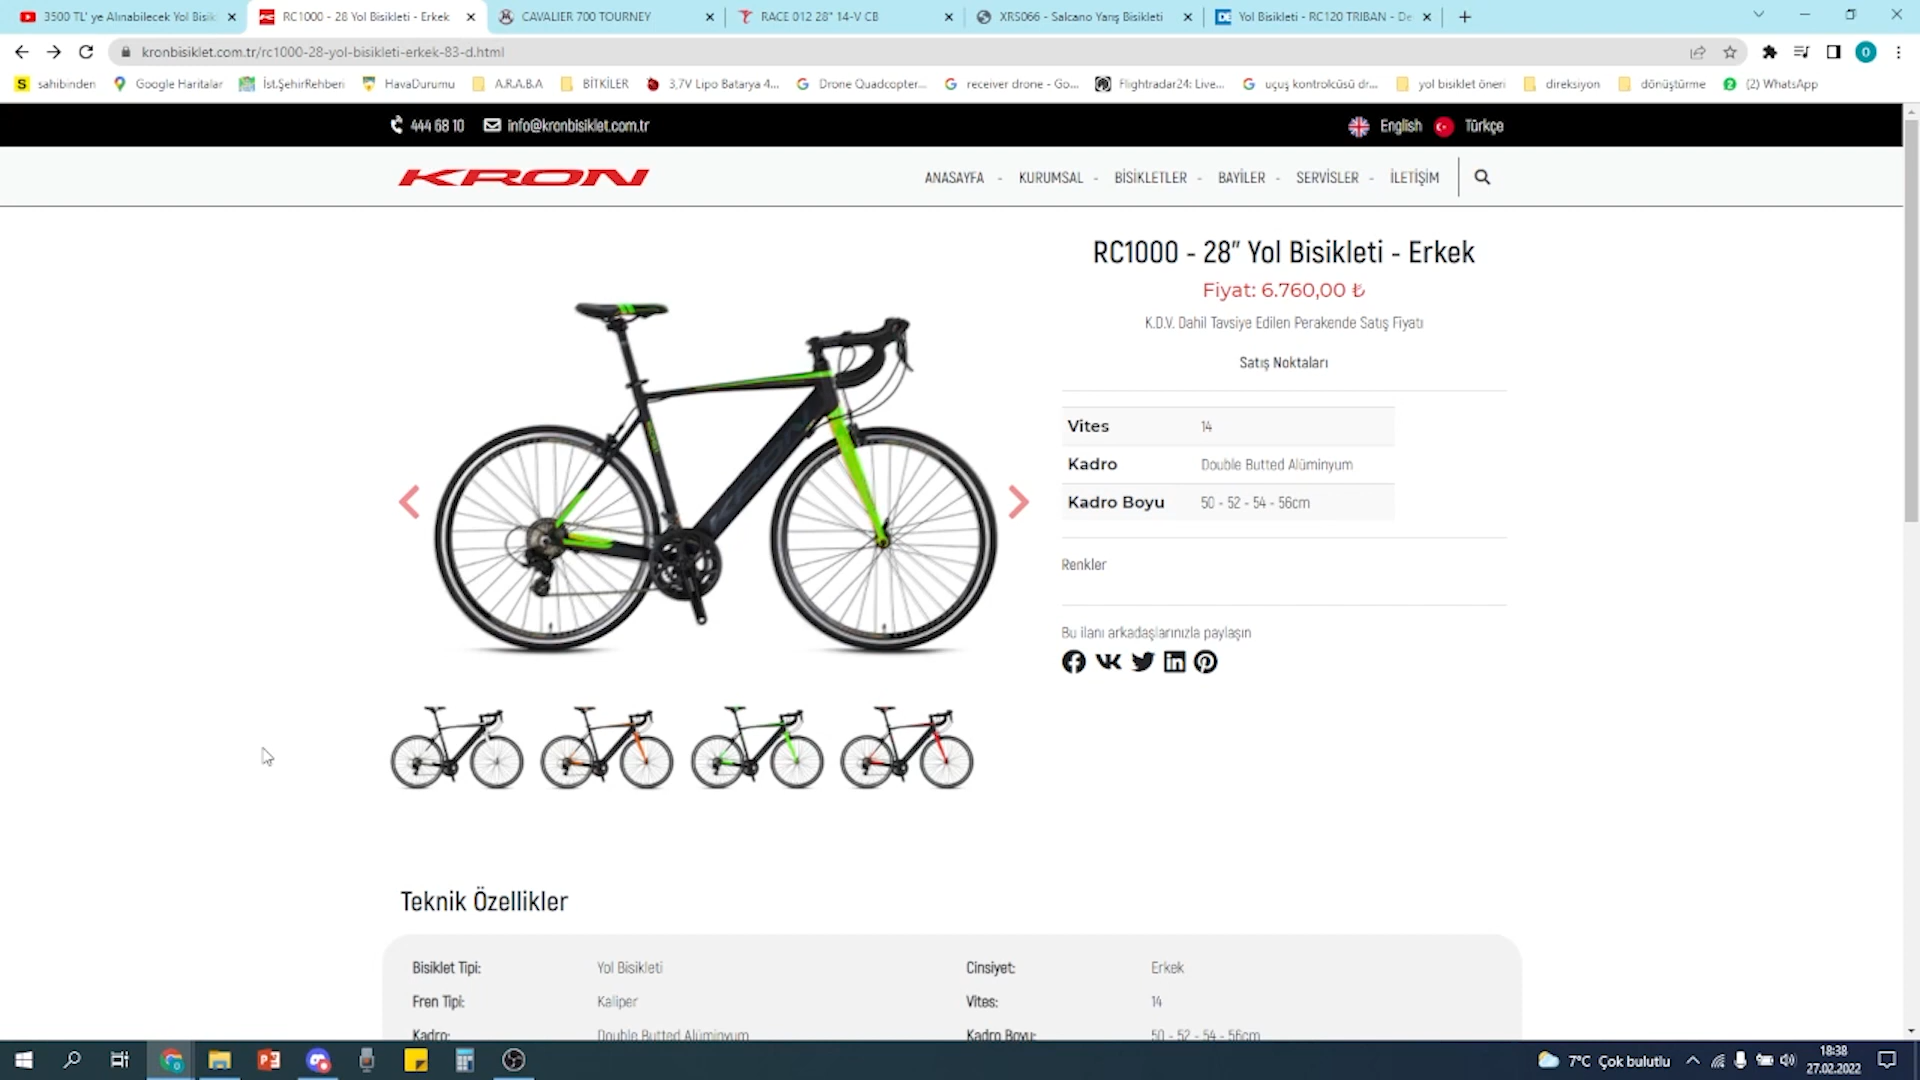 3500 TL' ye Alınabilecek Yol Bisik
RC1000 - 28 Yol Bisikleti - Erkek
CAVALIER 700 TOURNEY
RACE 012 28" 14-V CB
XRS066 - Salcano Yarış Bisikleti
Yol Bisikleti - RC120 TRIBAN - De
kronbisiklet.com.tr/rc1000-28-yol-bisikleti-erkek-83-d.html
sahibinden
Google Haritalar
İst.ŞehirRehberi
HavaDurumu
A.R.A.B.A
BİTKİLER
3,7V Lipo Batarya 4...
Drone Quadcopter...
receiver drone - Go...
Flightradar24: Live...
uçuş kontrolcüsü dr...
yol bisiklet öneri
direksiyon
dönüştürme
(2) WhatsApp
444 68 10
info@kronbisiklet.com.tr
English
Türkçe
KRON
ANASAYFA - KURUMSAL - BİSİKLETLER - BAYİLER - SERVİSLER - İLETİŞİM
RC1000 - 28" Yol Bisikleti - Erkek
Fiyat: 6.760,00 ₺
K.D.V. Dahil Tavsiye Edilen Perakende Satış Fiyatı
Satış Noktaları
Vites 14
Kadro Double Butted Alüminyum
Kadro Boyu 50 - 52 - 54 - 56cm
Renkler
Bu ilanı arkadaşlarınızla paylaşın
Teknik Özellikler
Bisiklet Tipi: Yol Bisikleti Cinsiyet: Erkek
Fren Tipi: Kaliper Vites: 14
Kadro: Double Butted Alüminyum Kadro Boyu: 50 - 52 - 54 - 56cm
7°C Çok bulutlu
18:38
27.02.2022